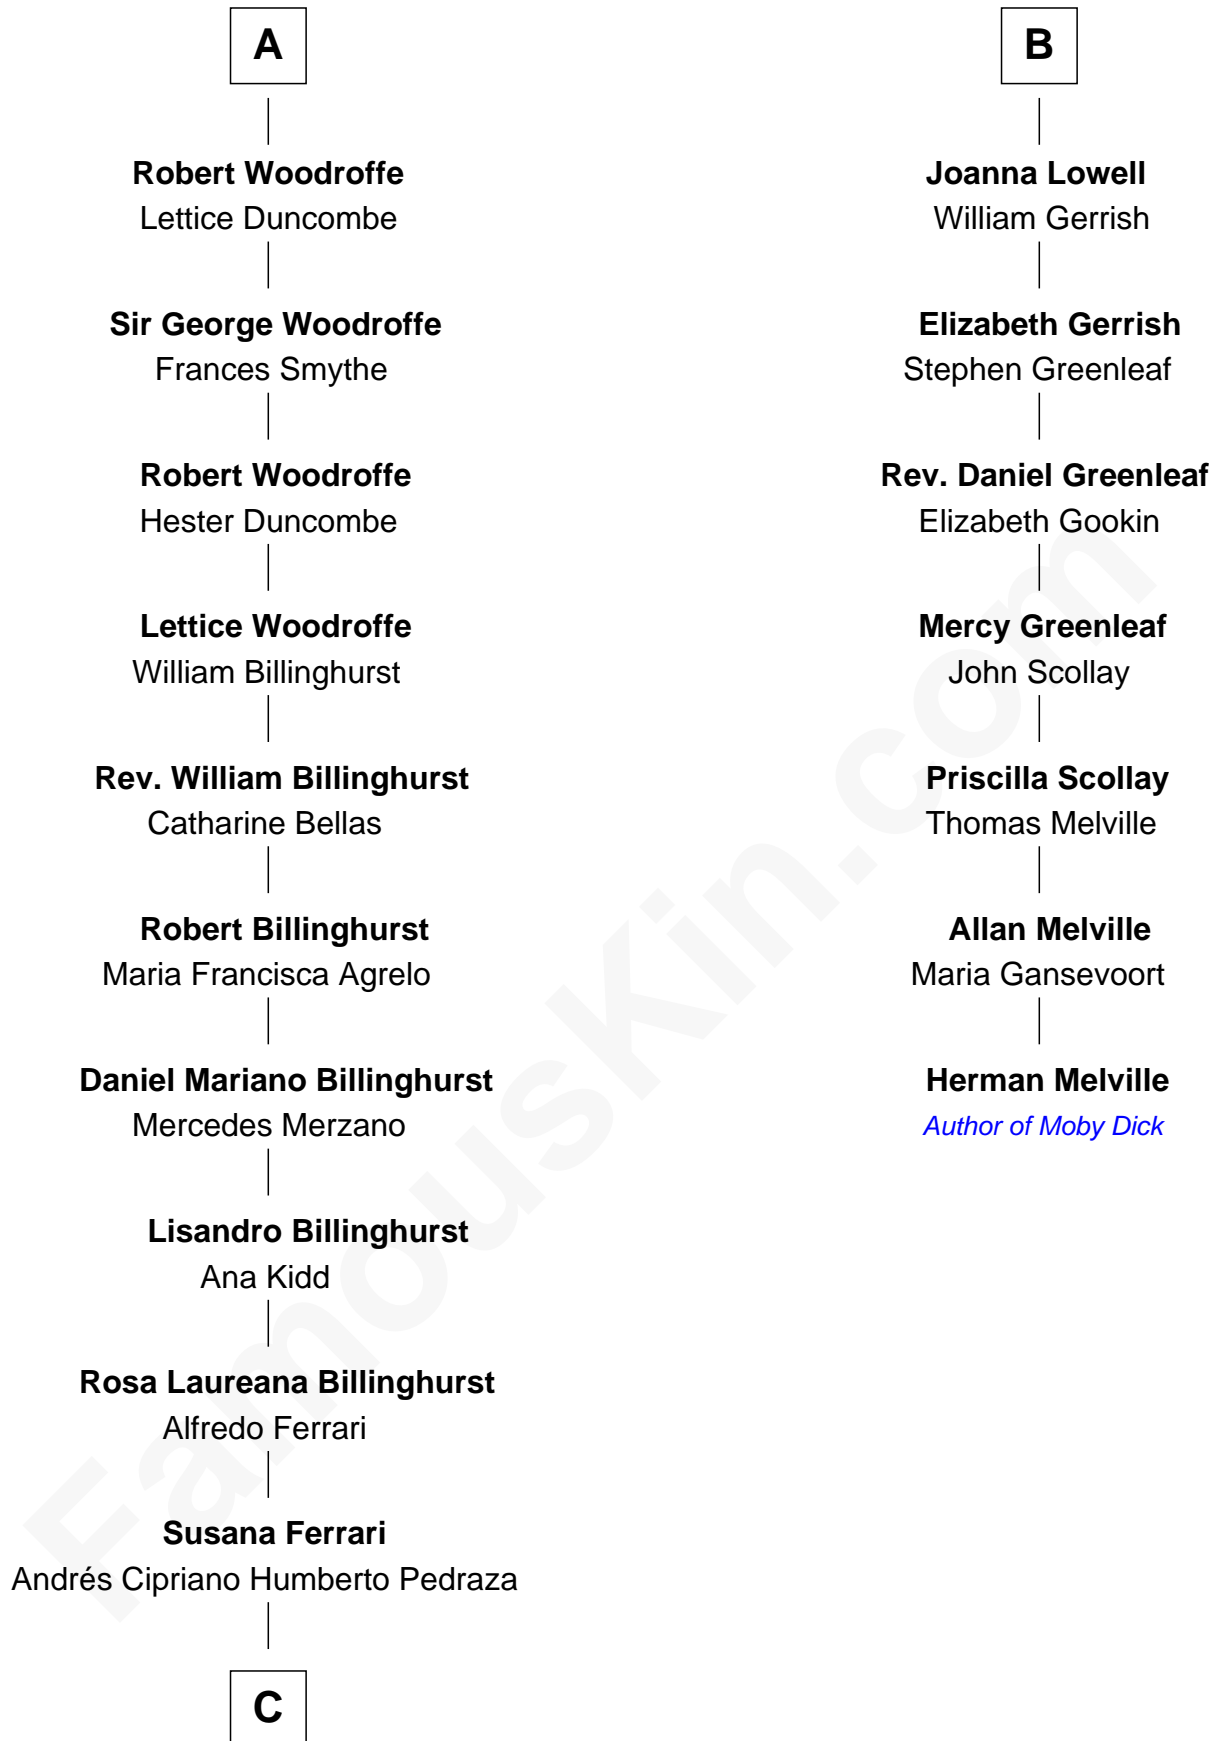 A
Robert Woodroffe
Lettice Duncombe
Sir George Woodroffe
Frances Smythe
Robert Woodroffe
Hester Duncombe
Lettice Woodroffe
William Billinghurst
Rev. William Billinghurst
Catharine Bellas
Robert Billinghurst
Maria Francisca Agrelo
Daniel Mariano Billinghurst
Mercedes Merzano
Lisandro Billinghurst
Ana Kidd
Rosa Laureana Billinghurst
Alfredo Ferrari
Susana Ferrari
Andrés Cipriano Humberto Pedraza
C
B
Joanna Lowell
William Gerrish
Elizabeth Gerrish
Stephen Greenleaf
Rev. Daniel Greenleaf
Elizabeth Gookin
Mercy Greenleaf
John Scollay
Priscilla Scollay
Thomas Melville
Allan Melville
Maria Gansevoort
Herman Melville
Author of Moby Dick
FamousKin.com